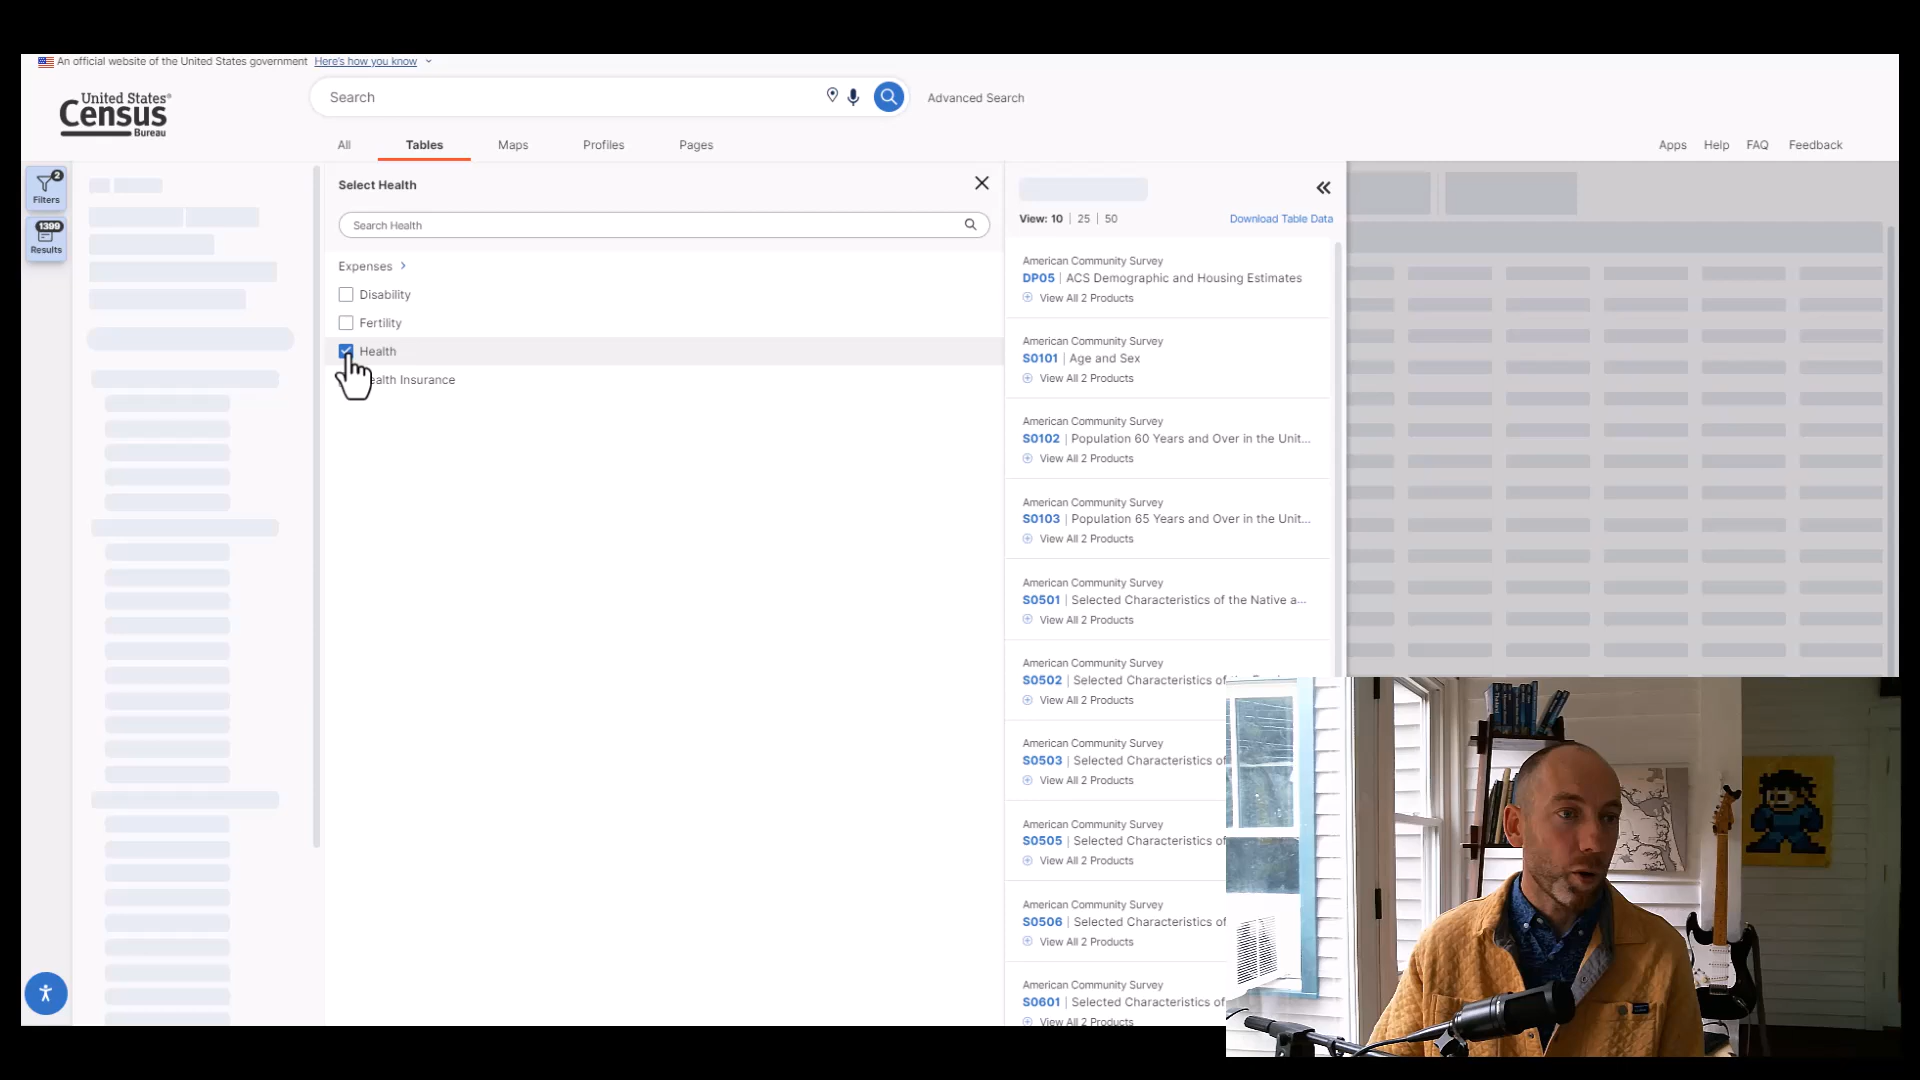 An official website of the United States government Here's how you know
United States®
Census
Bureau
Search
Advanced Search
All Tables Maps Profiles Pages
Apps Help FAQ Feedback
2
Filters
1399
Results
Select Health
Search Health
Expenses
Disability
Fertility
Health
ealth Insurance
View: 10 | 25 | 50
Download Table Data
American Community Survey
DP05 | ACS Demographic and Housing Estimates
View All 2 Products
American Community Survey
S0101 | Age and Sex
View All 2 Products
American Community Survey
S0102 | Population 60 Years and Over in the Unit...
View All 2 Products
American Community Survey
S0103 | Population 65 Years and Over in the Unit...
View All 2 Products
American Community Survey
S0501 | Selected Characteristics of the Native a...
View All 2 Products
American Community Survey
S0502 | Selected Characteristics of
View All 2 Products
American Community Survey
S0503 | Selected Characteristics of
View All 2 Products
American Community Survey
S0505 | Selected Characteristics of
View All 2 Products
American Community Survey
S0506 | Selected Characteristics of
View All 2 Products
American Community Survey
S0601 | Selected Characteristics of
View All 2 Products